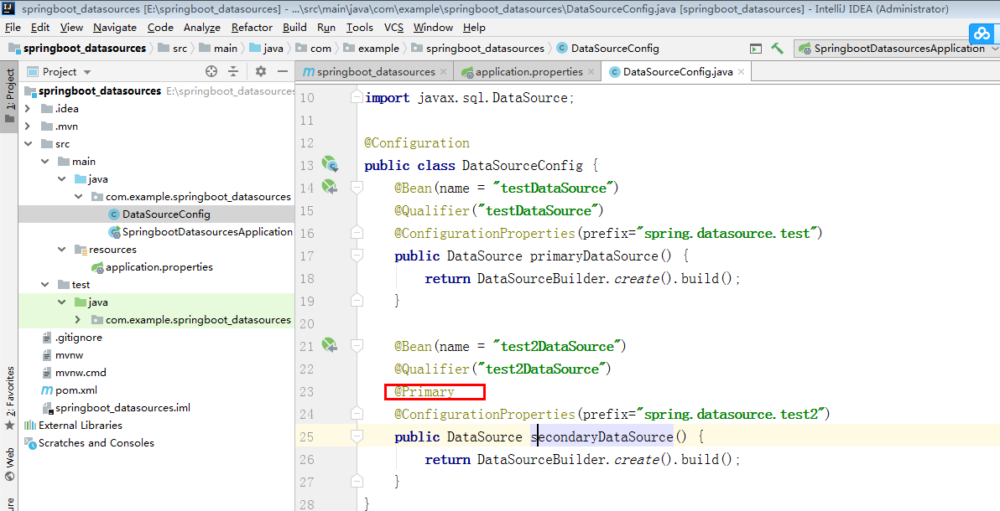 springboot_datasources [E:\springboot_datasources] - ...\src\main\java\com\example\springboot_datasources\DataSourceConfig.java [springboot_datasources] - IntelliJ IDEA (Administrator)
File Edit View Navigate Code Analyze Refactor Build Run Tools VCS Window Help
springboot_datasources src main java com example springboot_datasources DataSourceConfig SpringbootDatasourcesApplication
1: Project
2: Favorites
Web
Project
springboot_datasources E:\springboot_datasources
.idea
.mvn
src
main
java
com.example.springboot_datasources
DataSourceConfig
SpringbootDatasourcesApplication
resources
application.properties
test
java
com.example.springboot_datasources
.gitignore
mvnw
mvnw.cmd
pom.xml
springboot_datasources.iml
External Libraries
Scratches and Consoles
springboot_datasources application.properties DataSourceConfig.java
10 import javax.sql.DataSource;
11
12 @Configuration
13 public class DataSourceConfig {
14 @Bean(name = "testDataSource")
15 @Qualifier("testDataSource")
16 @ConfigurationProperties(prefix="spring.datasource.test")
17 public DataSource primaryDataSource() {
18 return DataSourceBuilder.create().build();
19 }
20
21 @Bean(name = "test2DataSource")
22 @Qualifier("test2DataSource")
23 @Primary
24 @ConfigurationProperties(prefix="spring.datasource.test2")
25 public DataSource secondaryDataSource() {
26 return DataSourceBuilder.create().build();
27 }
28 }